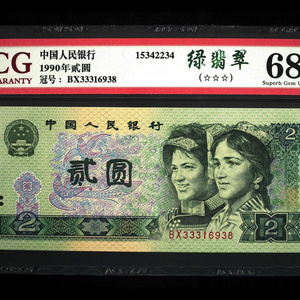 CG
ARANTY
中国人民银行
1990年贰圆
冠号：BX33316938
15342234
绿翡翠
(☆☆☆)
68
Superb Gem U
中国人民银行
贰圆
2
2
BX33316938